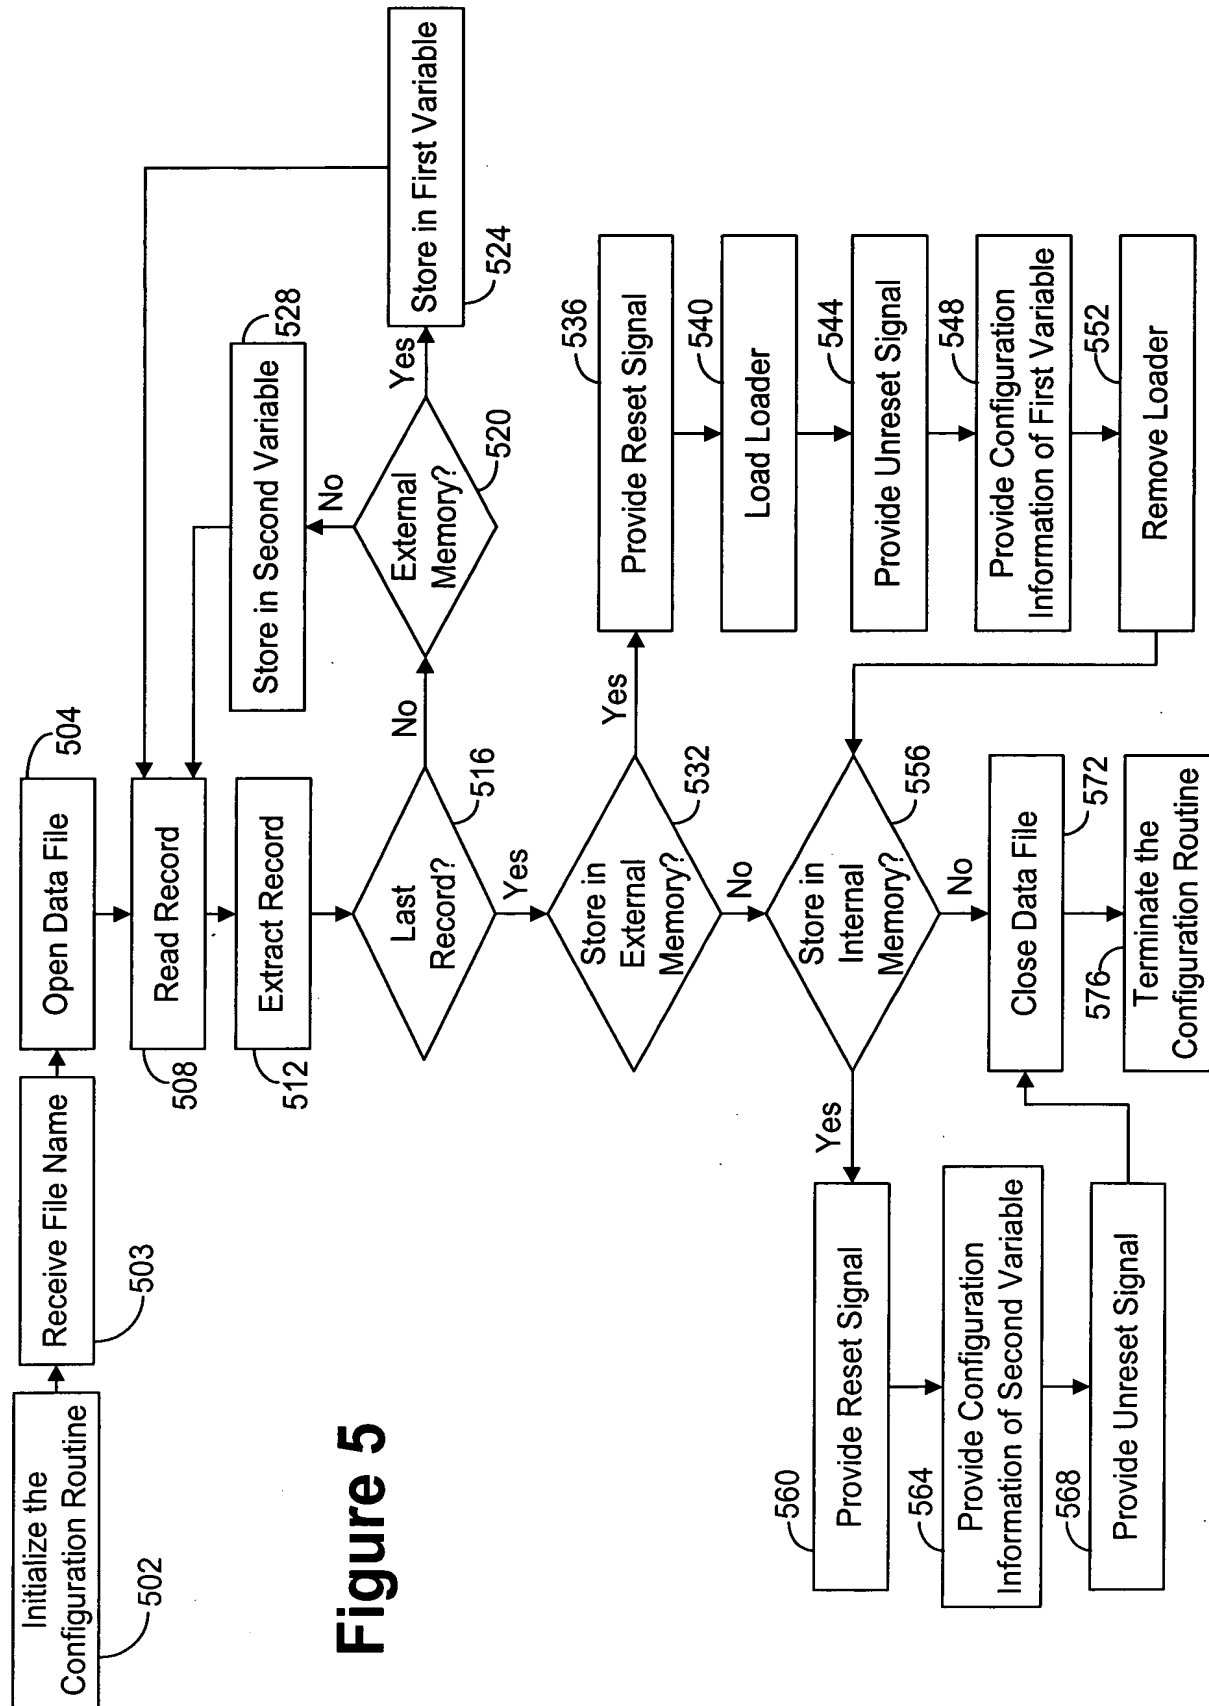 Initialize the
Configuration Routine
502
Receive File Name
503
Open Data File
504
Read Record
508
Extract Record
512
Last
Record?
516
No
Yes
External
Memory?
520
No
Yes
Store in Second Variable
528
Store in First Variable
524
Store in
External
Memory?
532
Yes
No
Provide Reset Signal
536
Load Loader
540
Provide Unreset Signal
544
Provide Configuration
Information of First Variable
548
Remove Loader
552
Store in
Internal
Memory?
556
Yes
No
Provide Reset Signal
560
Provide Configuration
Information of Second Variable
564
Provide Unreset Signal
568
Close Data File
572
Terminate the
Configuration Routine
576
Figure 5